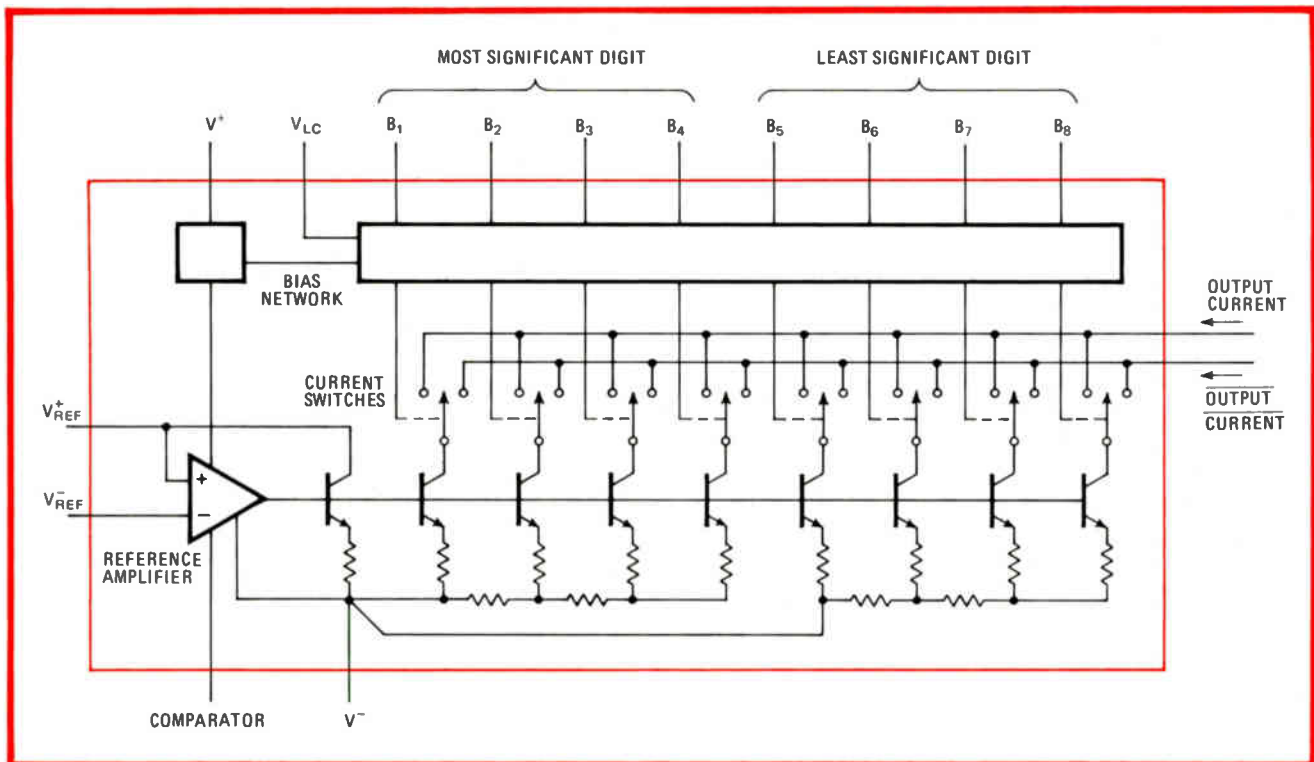 MOST SIGNIFICANT DIGIT
LEAST SIGNIFICANT DIGIT
V+
VLC
B1
B2
B3
B4
B5
B6
B7
B8
BIAS
NETWORK
OUTPUT
CURRENT
CURRENT
SWITCHES
OUTPUT
CURRENT
V+REF
V-REF
+
−
REFERENCE
AMPLIFIER
COMPARATOR
V-